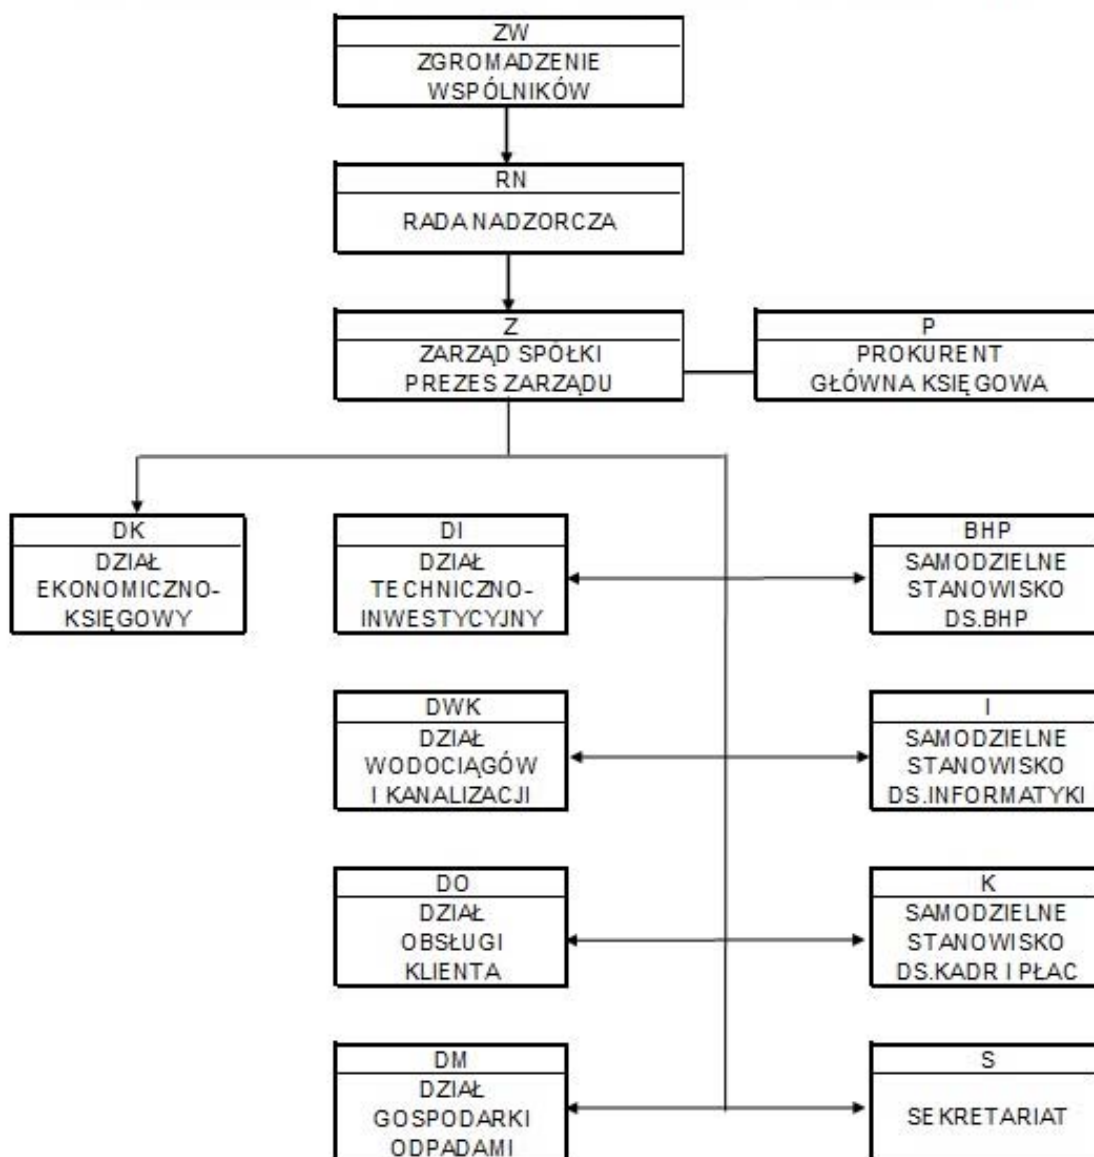 ZW
ZGROMADZENIE
WSPÓLNIKÓW
RN
RADA NADZORCZA
Z
ZARZĄD SPÓŁKI
PREZES ZARZĄDU
P
PROKURENT
GŁÓWNA KSIĘGOWA
DK
DZIAŁ
EKONOMICZNO-
KSIĘGOWY
DI
DZIAŁ
TECHNICZNO-
INWESTYCYJNY
BHP
SAMODZIELNE
STANOWISKO
DS.BHP
DWK
DZIAŁ
WODOCIĄGÓW
I KANALIZACJI
I
SAMODZIELNE
STANOWISKO
DS.INFORMATYKI
DO
DZIAŁ
OBSŁUGI
KLIENTA
K
SAMODZIELNE
STANOWISKO
DS.KADR I PŁAC
DM
DZIAŁ
GOSPODARKI
ODPADAMI
S
SEKRETARIAT